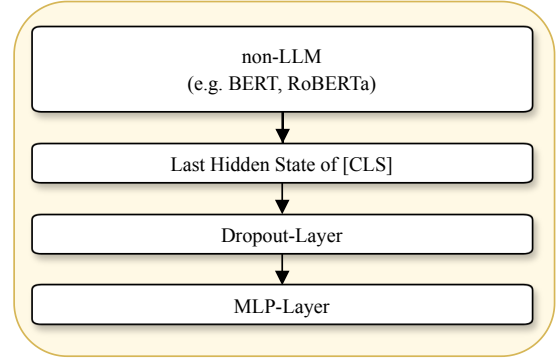 non-LLM
(e.g. BERT, RoBERTa)
Last Hidden State of [CLS]
Dropout-Layer
MLP-Layer